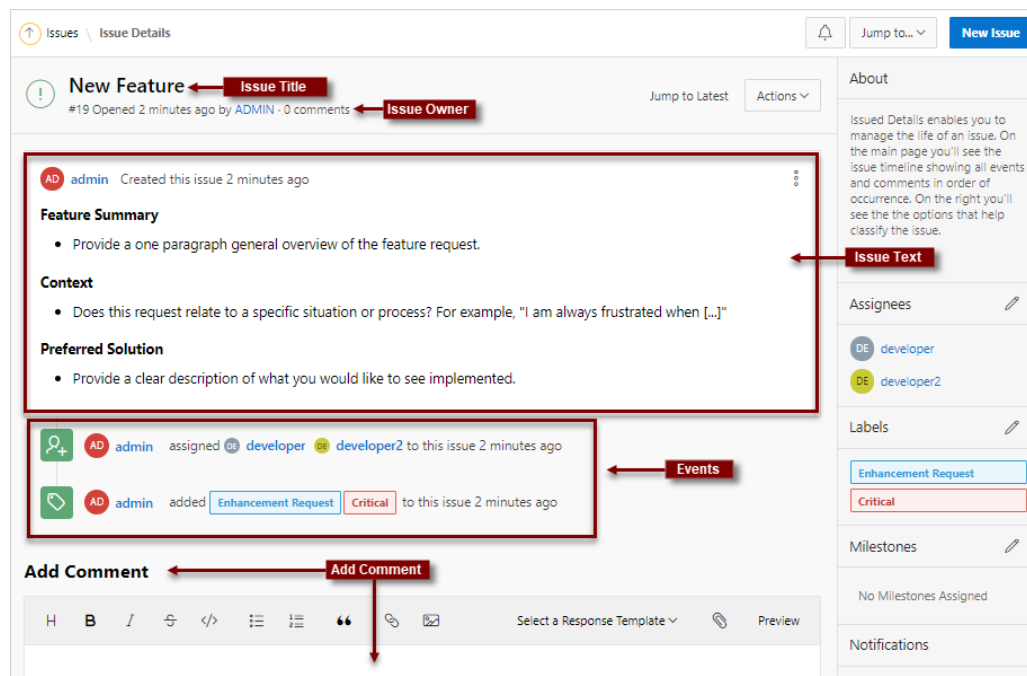 Issues \ Issue Details
Jump to...
New Issue
New Feature
Issue Title
#19 Opened 2 minutes ago by ADMIN · 0 comments
Issue Owner
Jump to Latest
Actions
AD admin Created this issue 2 minutes ago
Feature Summary
• Provide a one paragraph general overview of the feature request.
Context
• Does this request relate to a specific situation or process? For example, "I am always frustrated when [...]"
Preferred Solution
• Provide a clear description of what you would like to see implemented.
Issue Text
AD admin assigned DE developer DE developer2 to this issue 2 minutes ago
AD admin added Enhancement Request Critical to this issue 2 minutes ago
Events
Add Comment
Add Comment
H B I S </>
Select a Response Template
Preview
About
Issued Details enables you to
manage the life of an issue. On
the main page you'll see the
issue timeline showing all events
and comments in order of
occurrence. On the right you'll
see the the options that help
classify the issue.
Assignees
DE developer
DE developer2
Labels
Enhancement Request
Critical
Milestones
No Milestones Assigned
Notifications